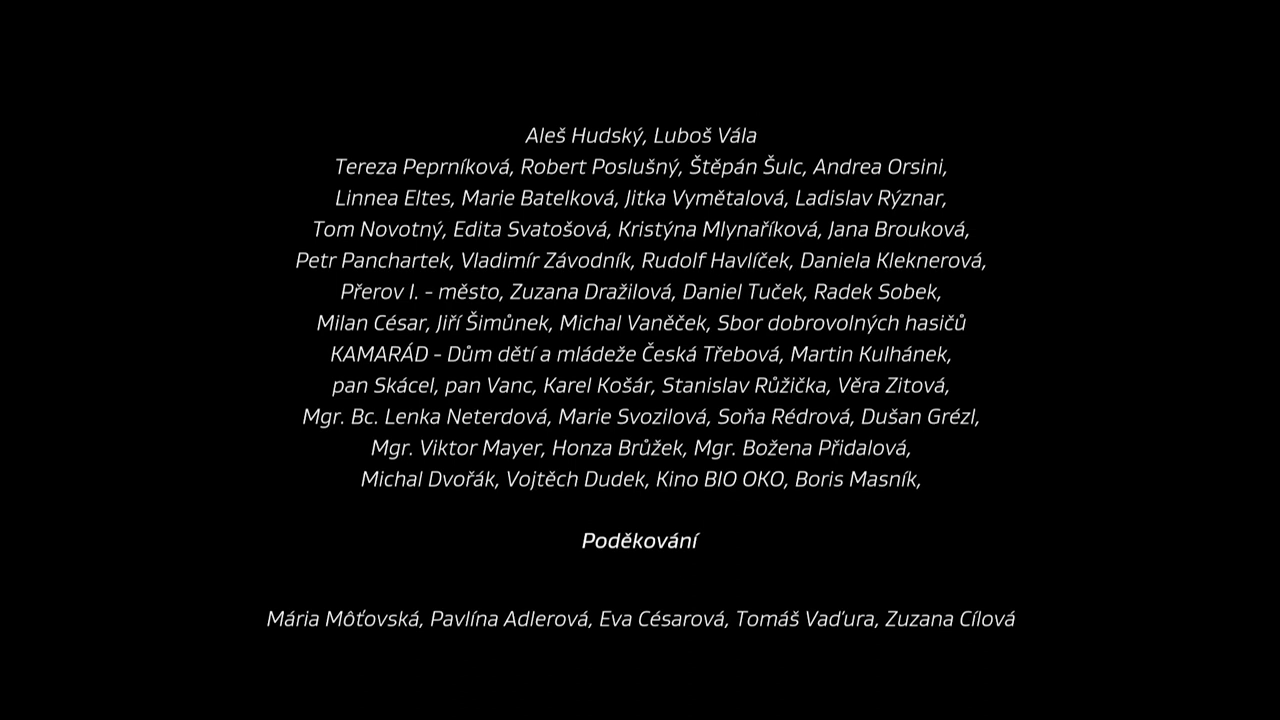 Aleš Hudský, Luboš Vála
Tereza Peprníková, Robert Poslušný, Štěpán Šulc, Andrea Orsini,
Linnea Eltes, Marie Batelková, Jitka Vymětalová, Ladislav Rýznar,
Tom Novotný, Edita Svatošová, Kristýna Mlynaříková, Jana Brouková,
Petr Panchartek, Vladimír Závodník, Rudolf Havlíček, Daniela Kleknerová,
Přerov I. - město, Zuzana Dražilová, Daniel Tuček, Radek Sobek,
Milan César, Jiří Šimůnek, Michal Vaněček, Sbor dobrovolných hasičů
KAMARÁD - Dům dětí a mládeže Česká Třebová, Martin Kulhánek,
pan Skácel, pan Vanc, Karel Košár, Stanislav Růžička, Věra Zitová,
Mgr. Bc. Lenka Neterdová, Marie Svozilová, Soňa Rédrová, Dušan Grézl,
Mgr. Viktor Mayer, Honza Brůžek, Mgr. Božena Přidalová,
Michal Dvořák, Vojtěch Dudek, Kino BIO OKO, Boris Masník,
Poděkování
Mária Môťovská, Pavlína Adlerová, Eva Césarová, Tomáš Vaďura, Zuzana Cílová